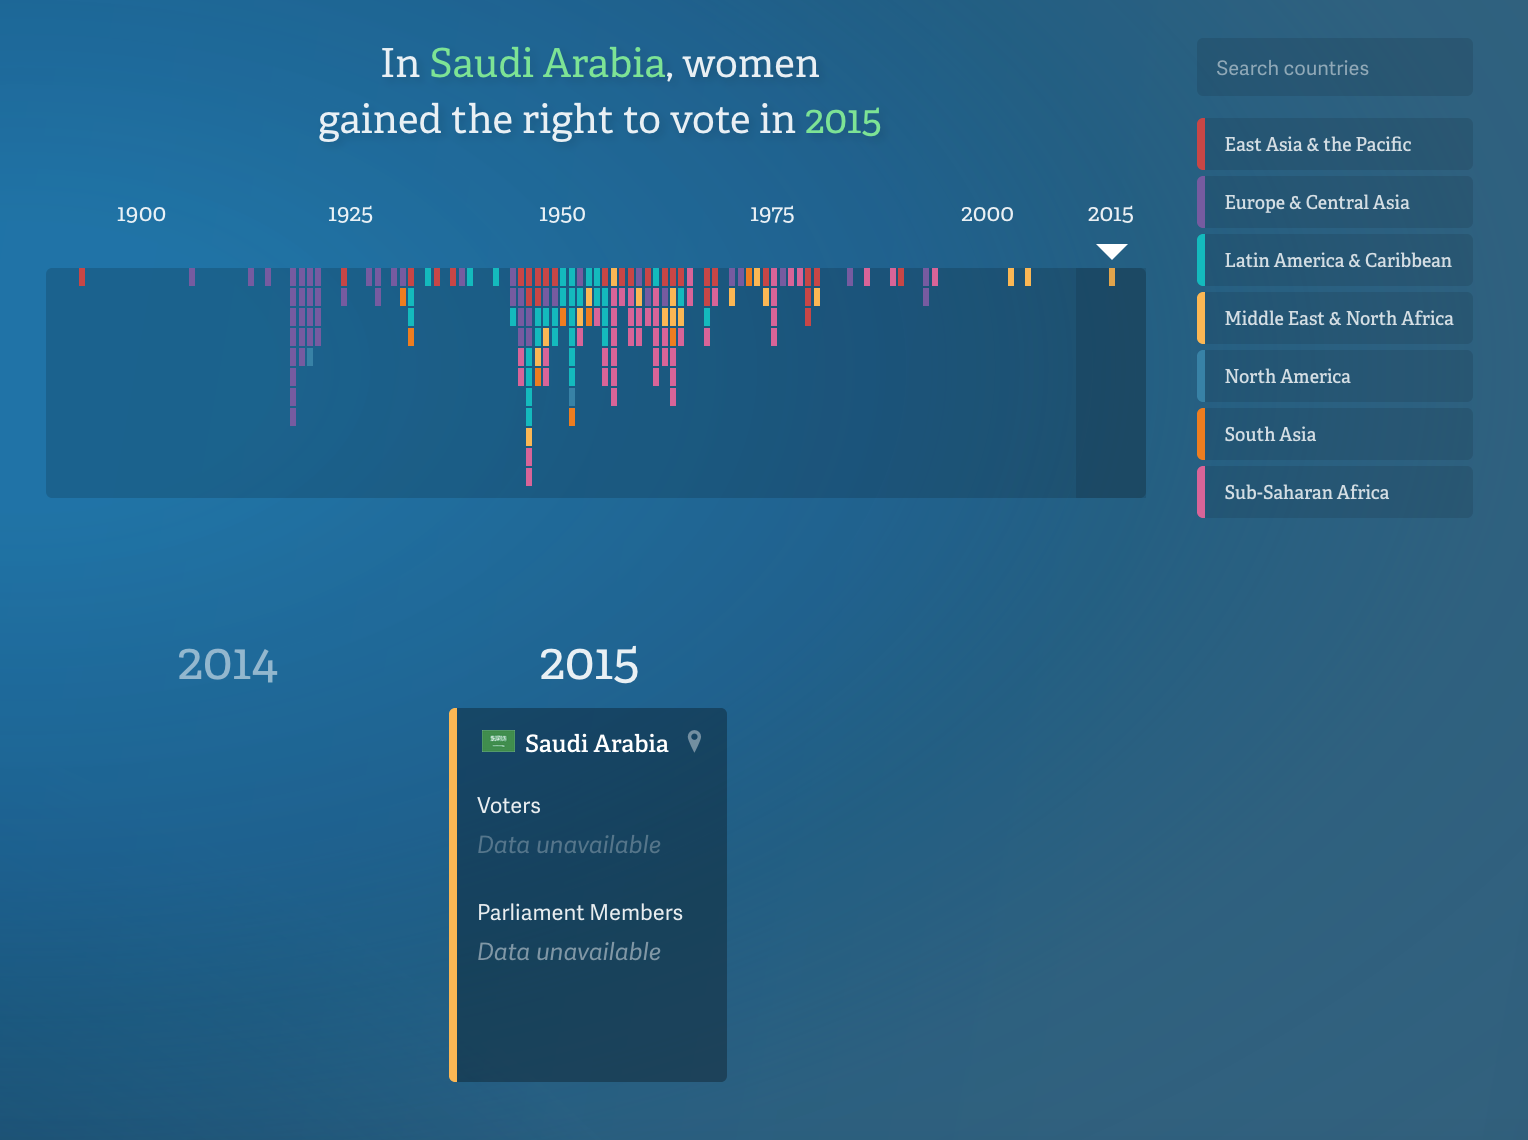 In Saudi Arabia, women
gained the right to vote in 2015
Search countries
East Asia & the Pacific
Europe & Central Asia
Latin America & Caribbean
Middle East & North Africa
North America
South Asia
Sub-Saharan Africa
1900 1925 1950 1975 2000 2015
2014 2015
Saudi Arabia
Voters
Data unavailable
Parliament Members
Data unavailable